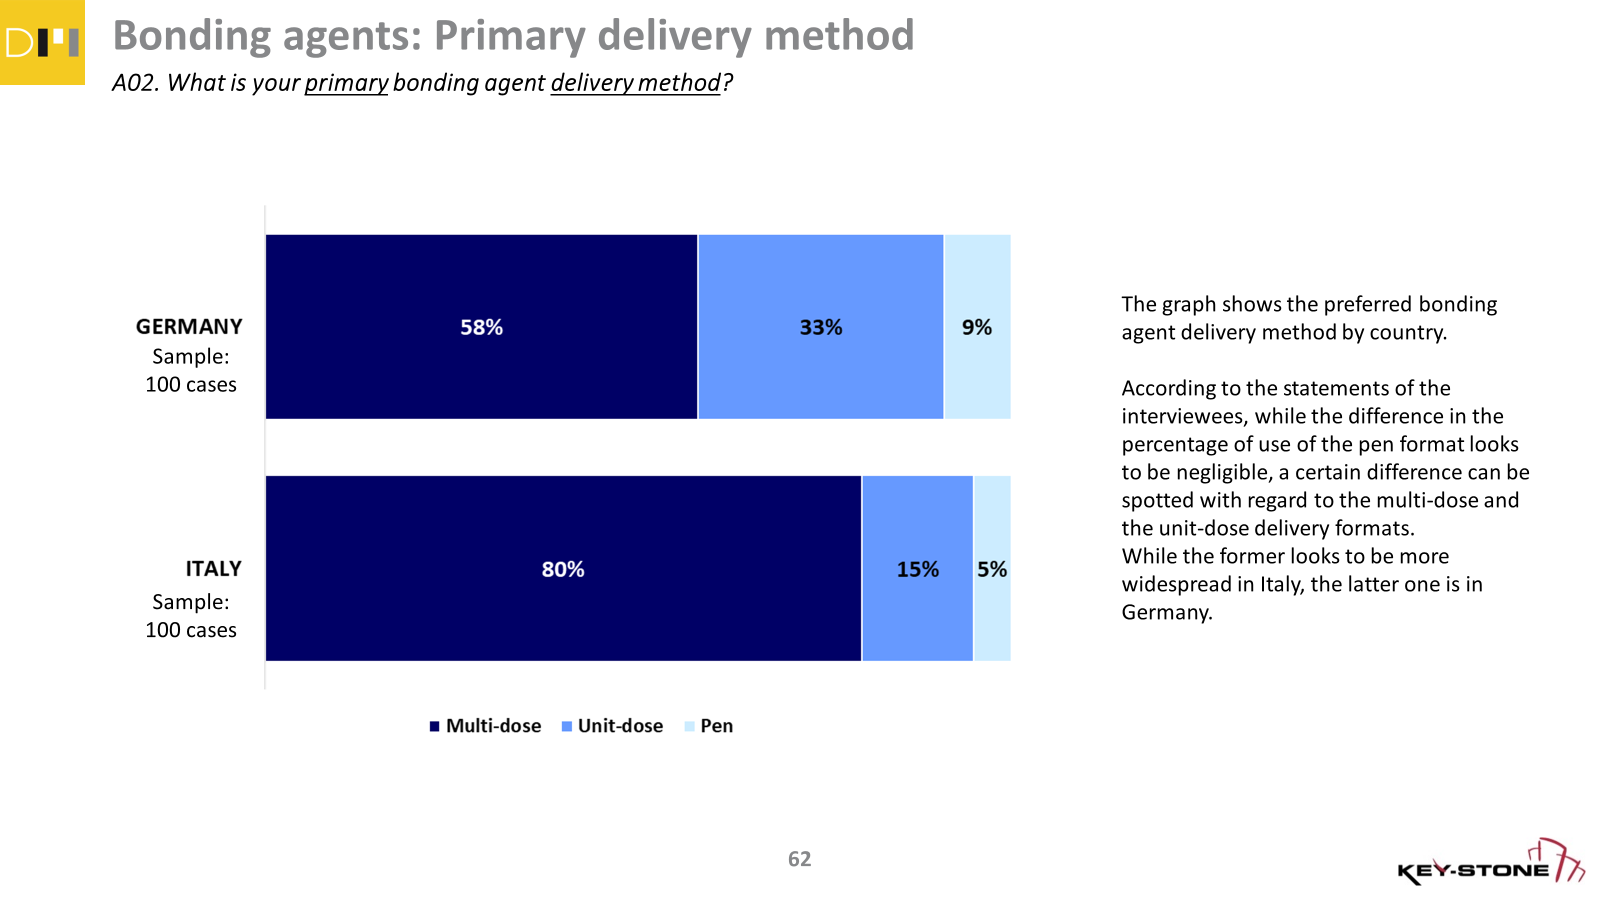 DM
Bonding agents: Primary delivery method
A02. What is your primary bonding agent delivery method?
GERMANY
Sample:
100 cases
58%
33%
9%
ITALY
Sample:
100 cases
80%
15%
5%
Multi-dose
Unit-dose
Pen
The graph shows the preferred bonding
agent delivery method by country.
According to the statements of the
interviewees, while the difference in the
percentage of use of the pen format looks
to be negligible, a certain difference can be
spotted with regard to the multi-dose and
the unit-dose delivery formats.
While the former looks to be more
widespread in Italy, the latter one is in
Germany.
62
KEY-STONE